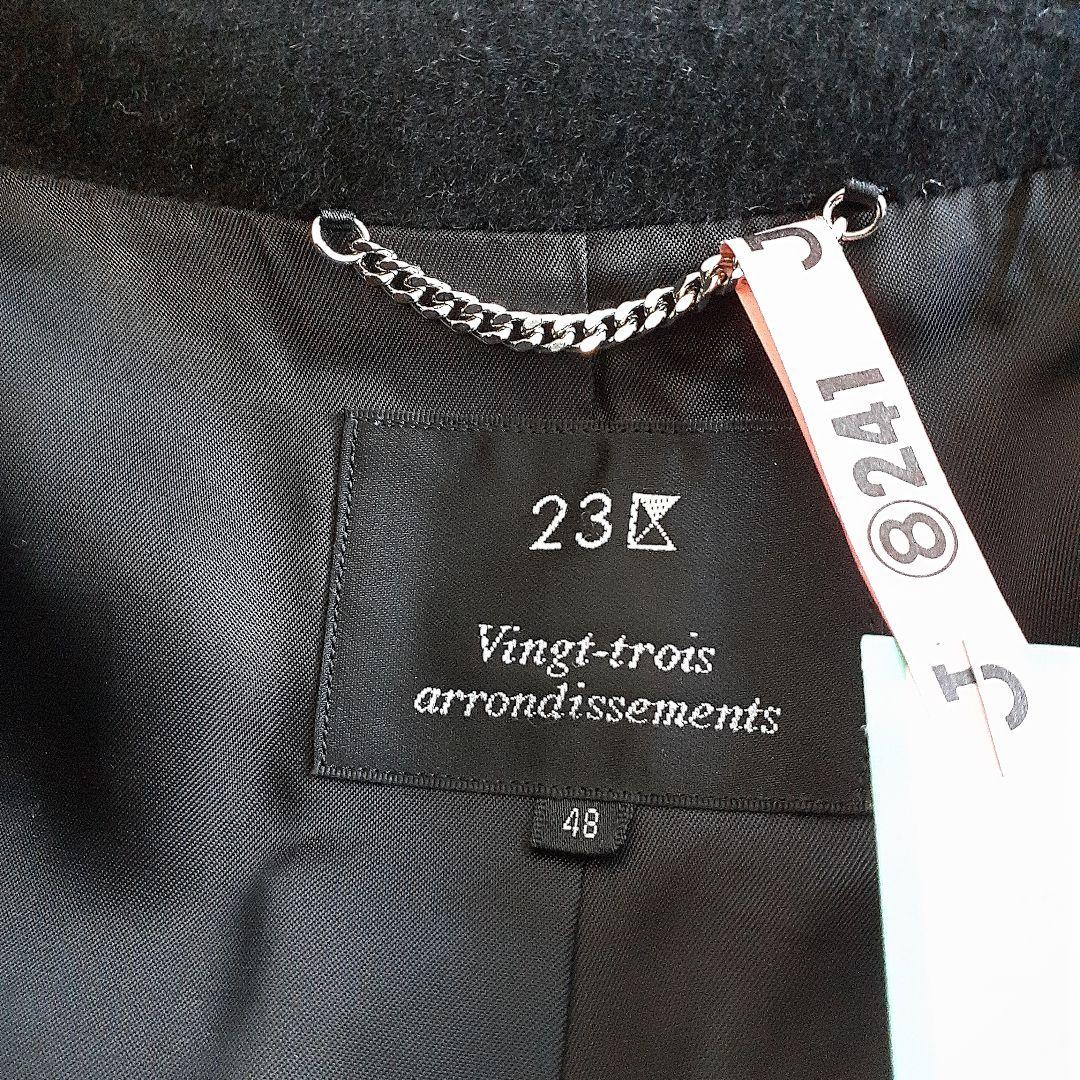 23区
Vingt-trois
arrondissements
48
J ⑧241 J